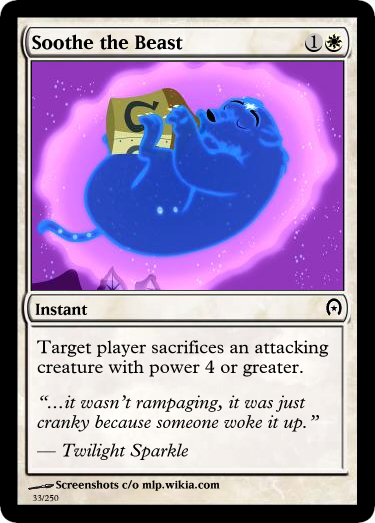 Soothe the Beast 1
G
Instant
Target player sacrifices an attacking
creature with power 4 or greater.
“...it wasn't rampaging, it was just
cranky because someone woke it up.”
— Twilight Sparkle
Screenshots c/o mlp.wikia.com
33/250